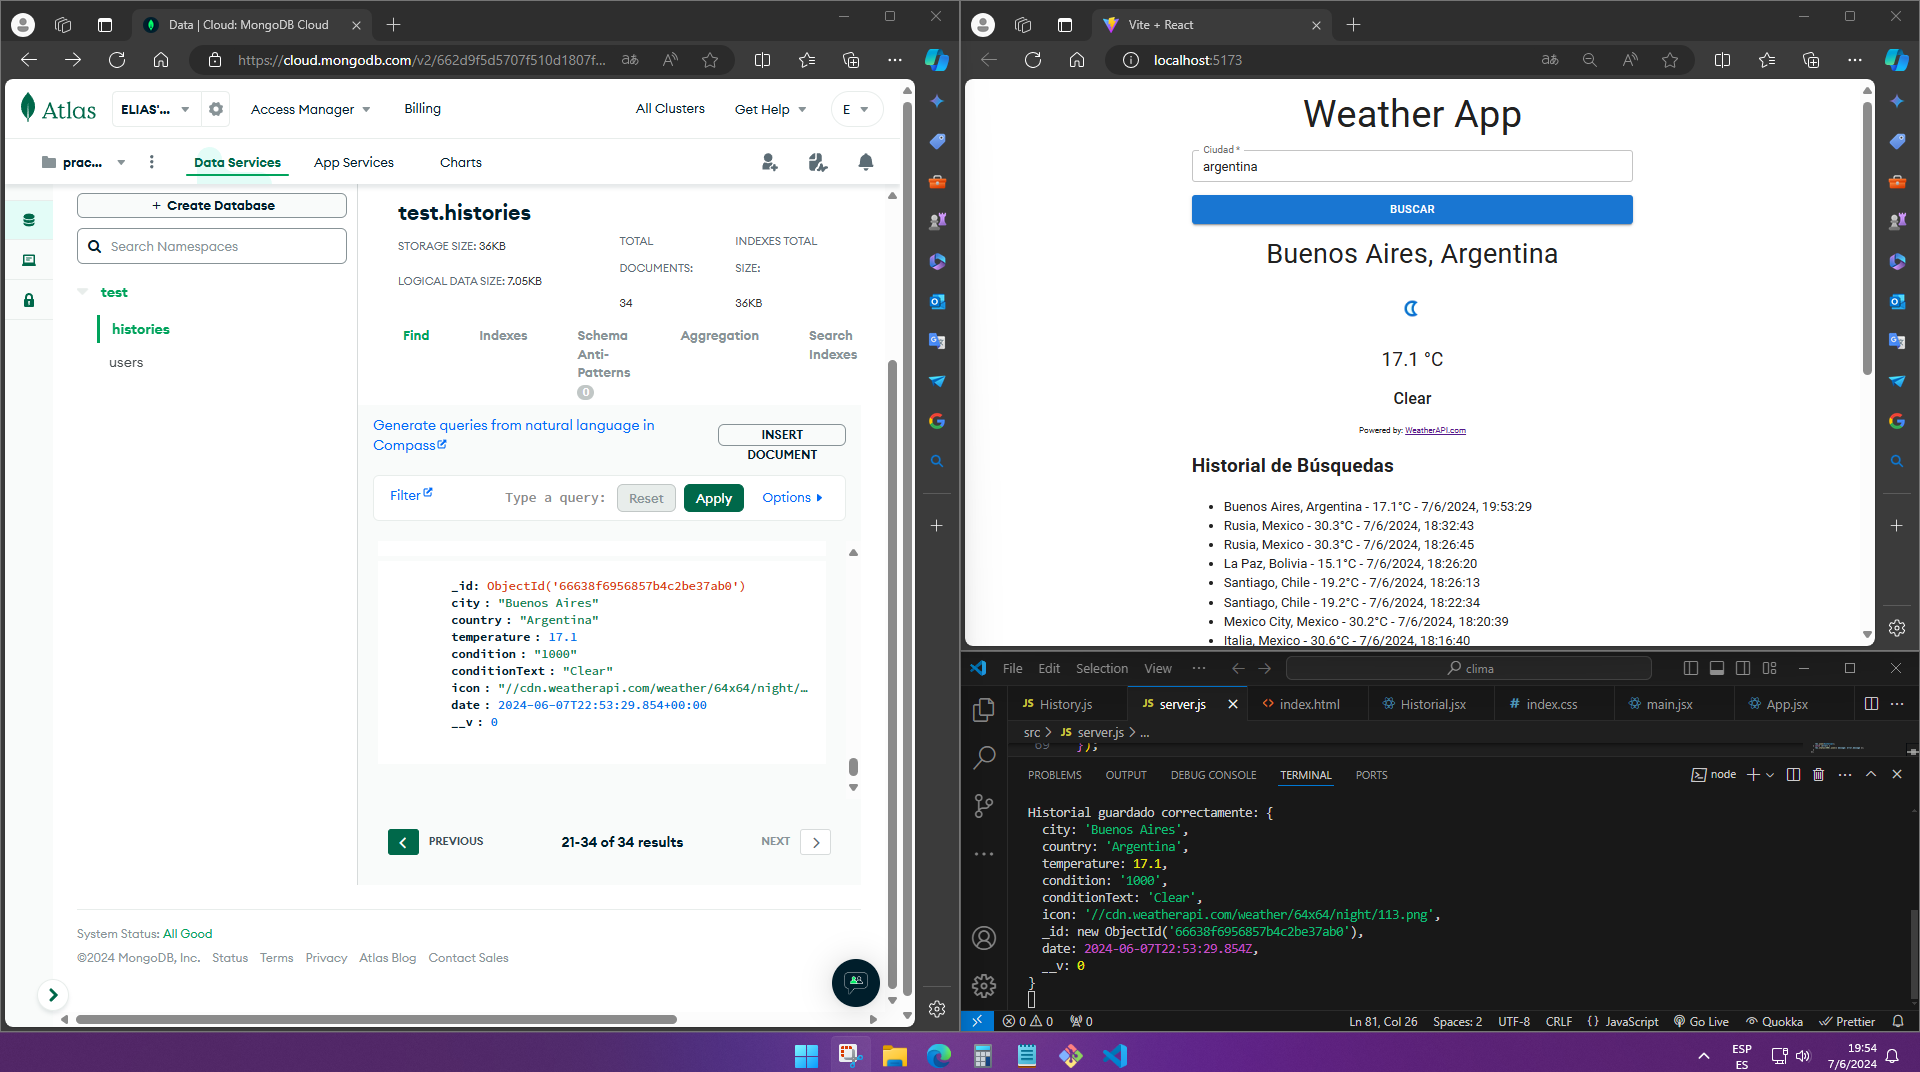 Data | Cloud: MongoDB Cloud
https://cloud.mongodb.com/v2/662d9f5d5707f510d1807f...
Atlas
ELIAS'...
Access Manager
Billing
All Clusters
Get Help
E
prac...
Data Services
App Services
Charts
+ Create Database
Search Namespaces
test
histories
users
test.histories
STORAGE SIZE: 36KB
LOGICAL DATA SIZE: 7.05KB
TOTAL
DOCUMENTS:
34
INDEXES TOTAL
SIZE:
36KB
Find
Indexes
Schema
Anti-
Patterns
0
Aggregation
Search
Indexes
Generate queries from natural language in
Compass
INSERT
DOCUMENT
Filter
Type a query:
Reset
Apply
Options
_id: ObjectId('66638f6956857b4c2be37ab0')
city : "Buenos Aires"
country : "Argentina"
temperature : 17.1
condition : "1000"
conditionText : "Clear"
icon : "//cdn.weatherapi.com/weather/64x64/night/…
date : 2024-06-07T22:53:29.854+00:00
__v : 0
PREVIOUS
21-34 of 34 results
NEXT
System Status: All Good
©2024 MongoDB, Inc. Status Terms Privacy Atlas Blog Contact Sales
Vite + React
localhost:5173
Weather App
Ciudad *
argentina
BUSCAR
Buenos Aires, Argentina
17.1 °C
Clear
Powered by: WeatherAPI.com
Historial de Búsquedas
• Buenos Aires, Argentina - 17.1°C - 7/6/2024, 19:53:29
• Rusia, Mexico - 30.3°C - 7/6/2024, 18:32:43
• Rusia, Mexico - 30.3°C - 7/6/2024, 18:26:45
• La Paz, Bolivia - 15.1°C - 7/6/2024, 18:26:20
• Santiago, Chile - 19.2°C - 7/6/2024, 18:26:13
• Santiago, Chile - 19.2°C - 7/6/2024, 18:22:34
• Mexico City, Mexico - 30.2°C - 7/6/2024, 18:20:39
• Italia, Mexico - 30.6°C - 7/6/2024, 18:16:40
File Edit Selection View ···
clima
JS History.js
JS server.js
<> index.html
Historial.jsx
# index.css
main.jsx
App.jsx
src > JS server.js > ...
69 });
PROBLEMS OUTPUT DEBUG CONSOLE TERMINAL PORTS
node
Historial guardado correctamente: {
city: 'Buenos Aires',
country: 'Argentina',
temperature: 17.1,
condition: '1000',
conditionText: 'Clear',
icon: '//cdn.weatherapi.com/weather/64x64/night/113.png',
_id: new ObjectId('66638f6956857b4c2be37ab0'),
date: 2024-06-07T22:53:29.854Z,
__v: 0
}
0 0 0
Ln 81, Col 26 Spaces: 2 UTF-8 CRLF {} JavaScript Go Live Quokka Prettier
ESP
ES
19:54
7/6/2024